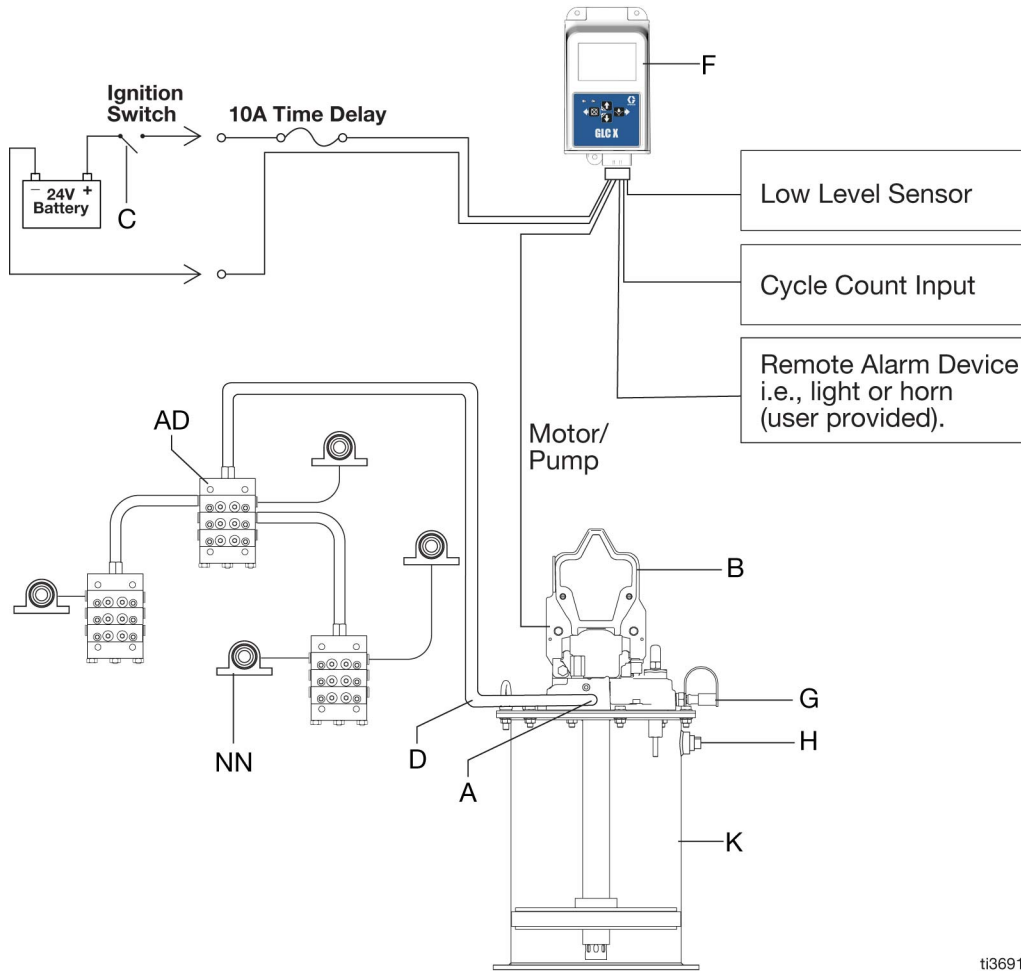 Ignition
Switch
10A Time Delay
F
GLC X
− +
24V
Battery
C
Low Level Sensor
Cycle Count Input
Remote Alarm Device
i.e., light or horn
(user provided).
Motor/
Pump
AD
B
G
H
NN
D
A
K
ti3691